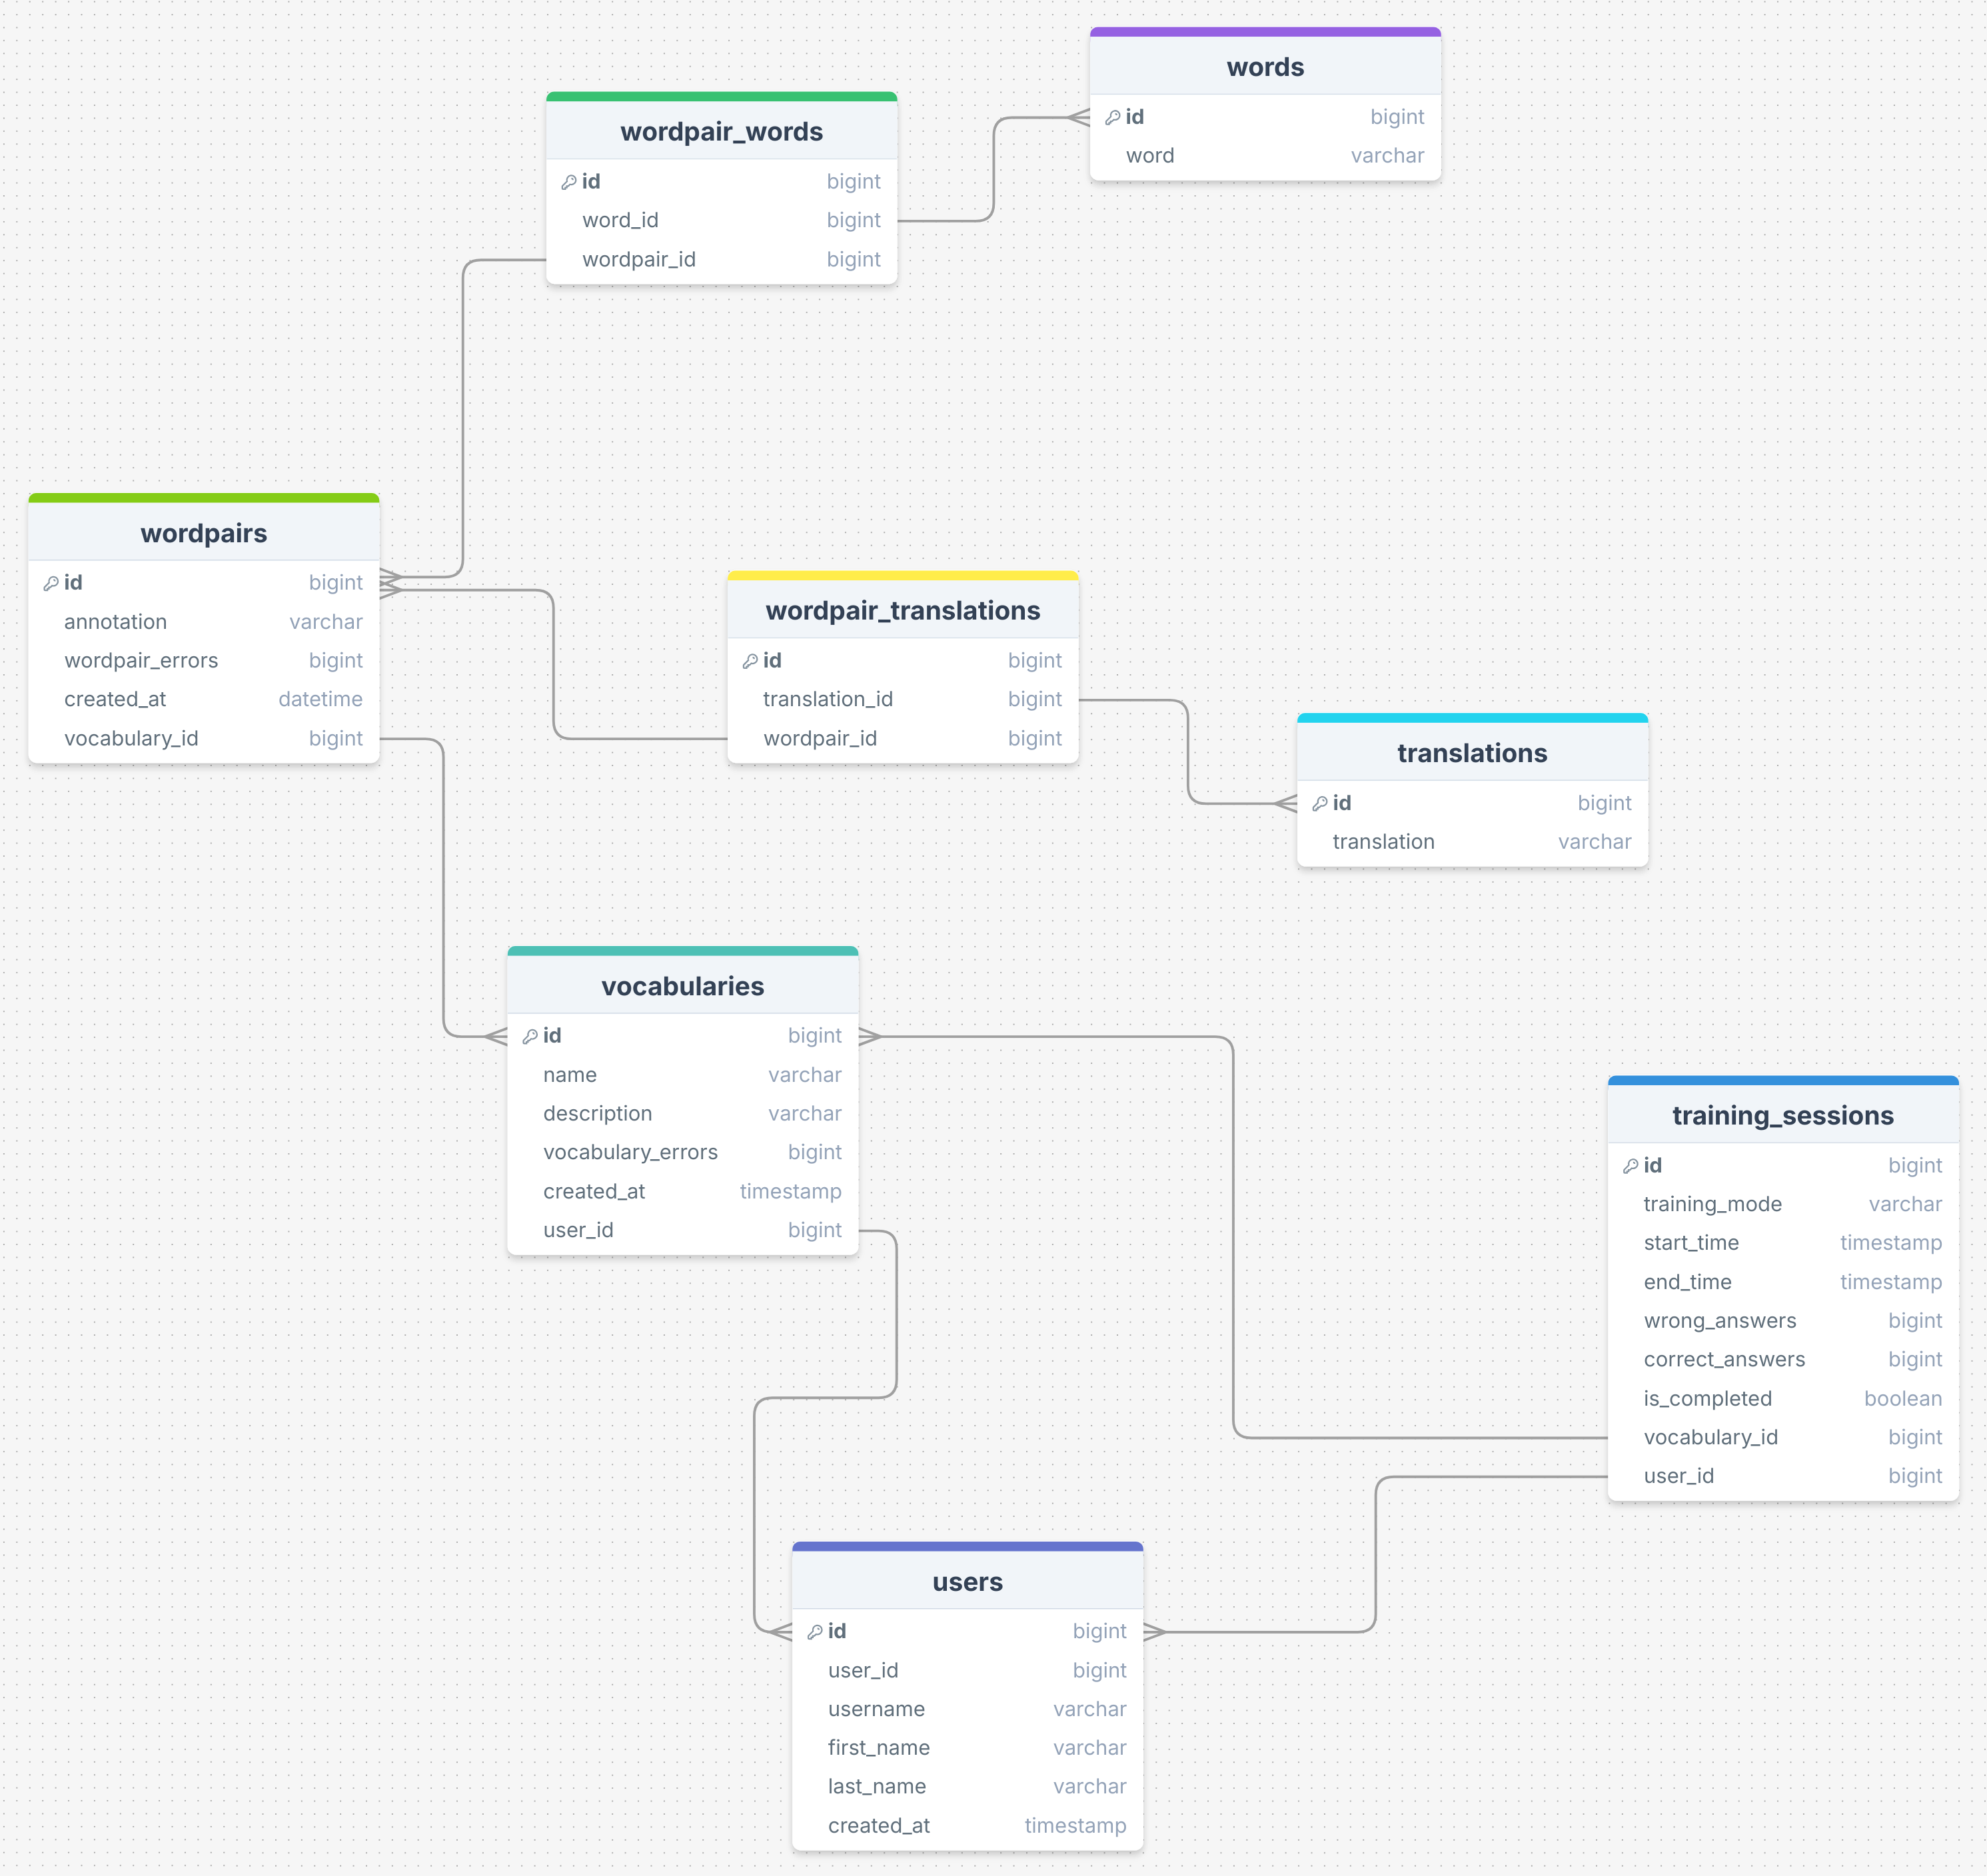 words
id bigint
word varchar
wordpair_words
id bigint
word_id bigint
wordpair_id bigint
wordpairs
id bigint
annotation varchar
wordpair_errors bigint
created_at datetime
vocabulary_id bigint
wordpair_translations
id bigint
translation_id bigint
wordpair_id bigint
translations
id bigint
translation varchar
vocabularies
id bigint
name varchar
description varchar
vocabulary_errors bigint
created_at timestamp
user_id bigint
training_sessions
id bigint
training_mode varchar
start_time timestamp
end_time timestamp
wrong_answers bigint
correct_answers bigint
is_completed boolean
vocabulary_id bigint
user_id bigint
users
id bigint
user_id bigint
username varchar
first_name varchar
last_name varchar
created_at timestamp